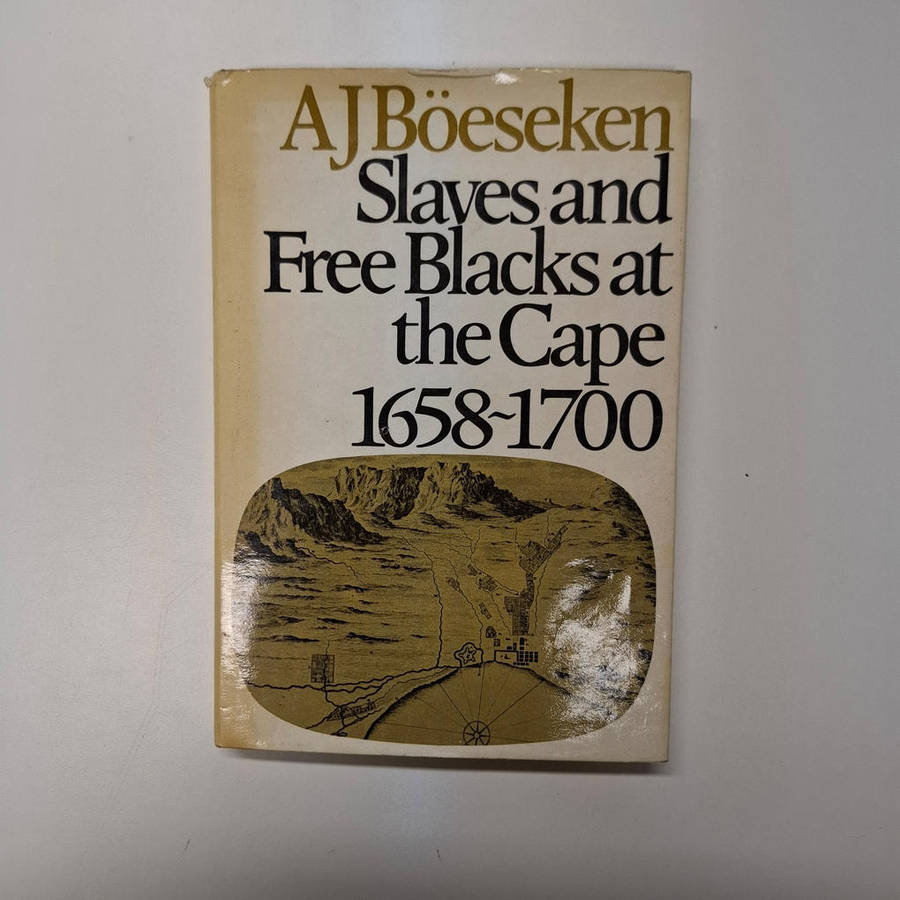 A J Böeseken
Slaves and
Free Blacks at
the Cape
1658~1700